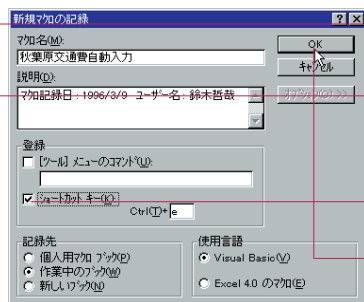 新規マクロの記録
マクロ名(M):
秋葉原交通費自動入力
OK
キャンセル
説明(D):
マクロ記録日 : 1996/3/9 ユーザー名 : 鈴木哲哉
オプション(O) >>
登録
[ツール] メニューのコマンド(U):
ショートカット キー(K):
Ctrl(T)+ e
記録先
個人用マクロ ブック(P)
作業中のブック(W)
新しいブック(N)
使用言語
Visual Basic(V)
Excel 4.0 のマクロ(E)